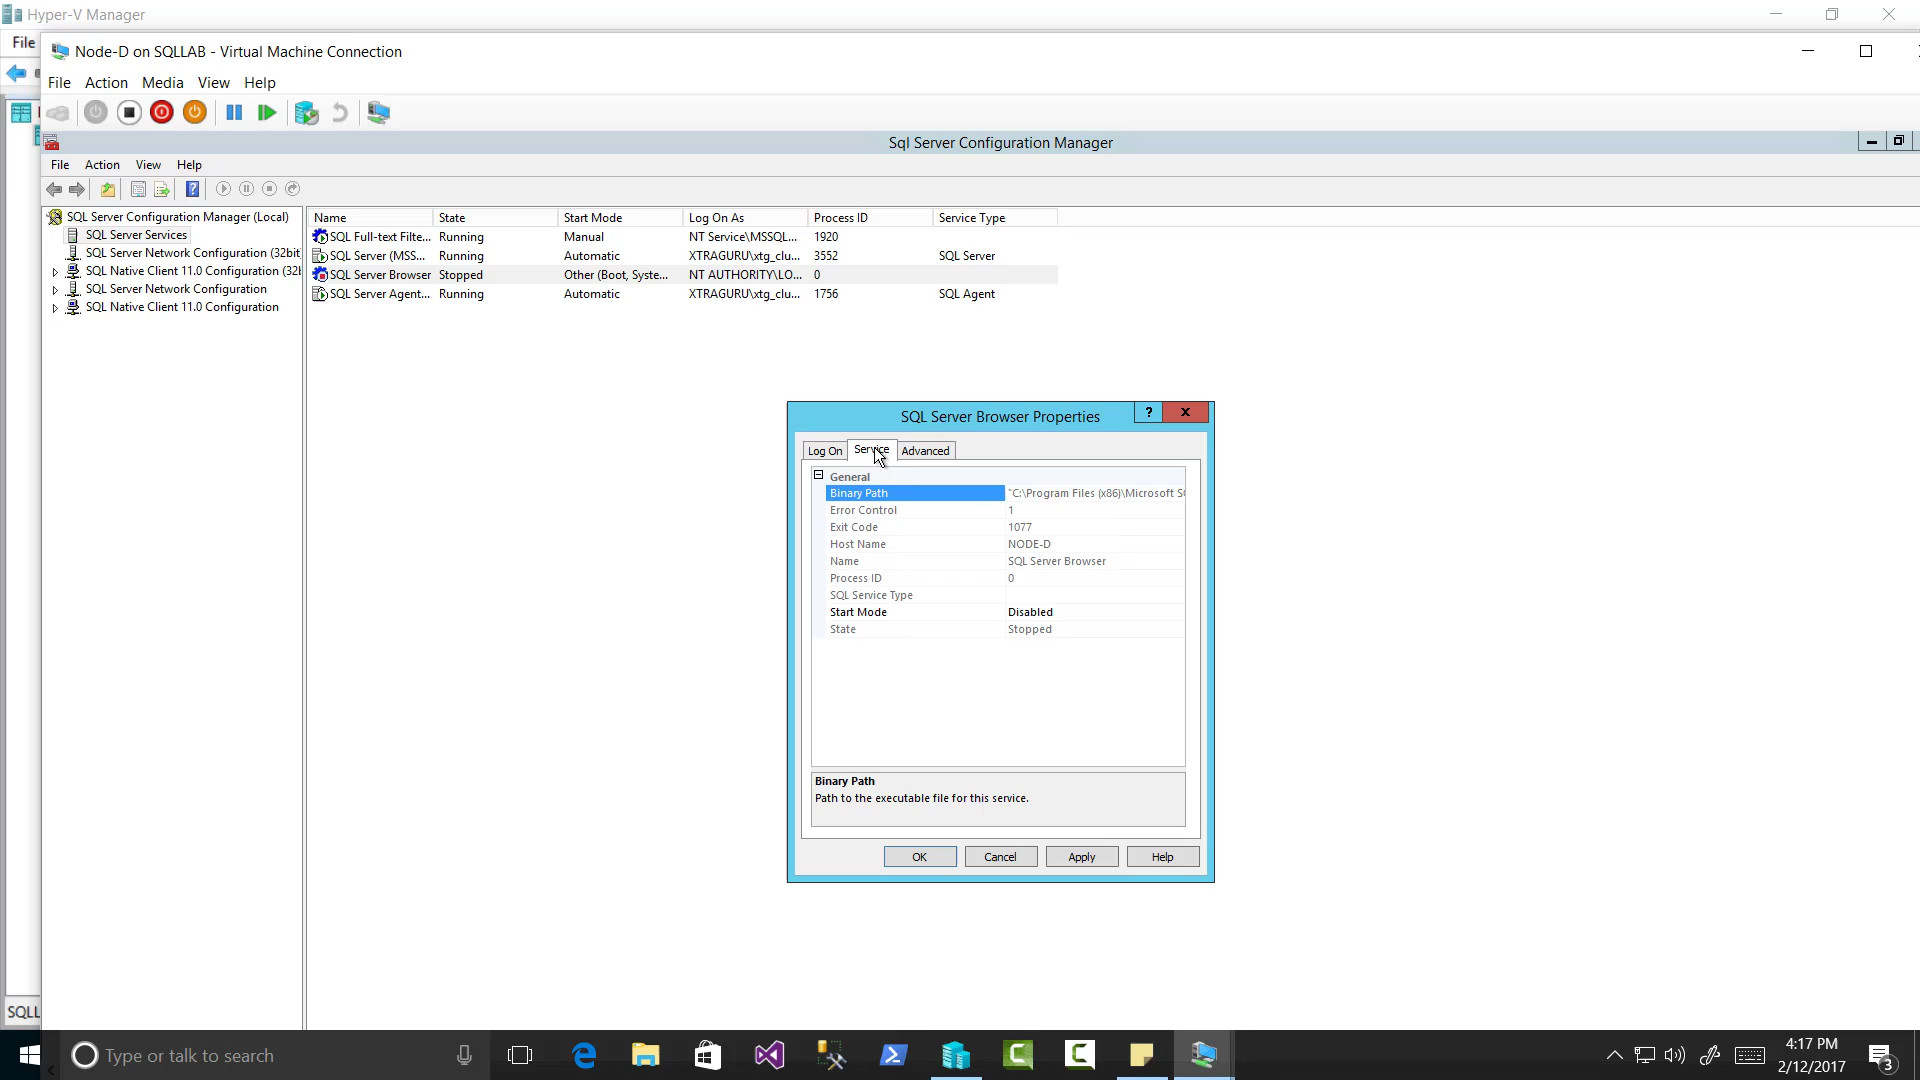 Hyper-V Manager
File
Node-D on SQLLAB - Virtual Machine Connection
File Action Media View Help
Sql Server Configuration Manager
File Action View Help
SQL Server Configuration Manager (Local)
SQL Server Services
SQL Server Network Configuration (32bit
SQL Native Client 11.0 Configuration (32l
SQL Server Network Configuration
SQL Native Client 11.0 Configuration
Name State Start Mode Log On As Process ID Service Type
SQL Full-text Filte... Running Manual NT Service\MSSQL... 1920
SQL Server (MSS... Running Automatic XTRAGURU\xtg_clu... 3552 SQL Server
SQL Server Browser Stopped Other (Boot, Syste... NT AUTHORITY\LO... 0
SQL Server Agent... Running Automatic XTRAGURU\xtg_clu... 1756 SQL Agent
SQL Server Browser Properties ?
Log On Service Advanced
General
Binary Path "C:\Program Files (x86)\Microsoft S
Error Control 1
Exit Code 1077
Host Name NODE-D
Name SQL Server Browser
Process ID 0
SQL Service Type
Start Mode Disabled
State Stopped
Binary Path
Path to the executable file for this service.
OK Cancel Apply Help
SQLL
Type or talk to search
4:17 PM
2/12/2017
3